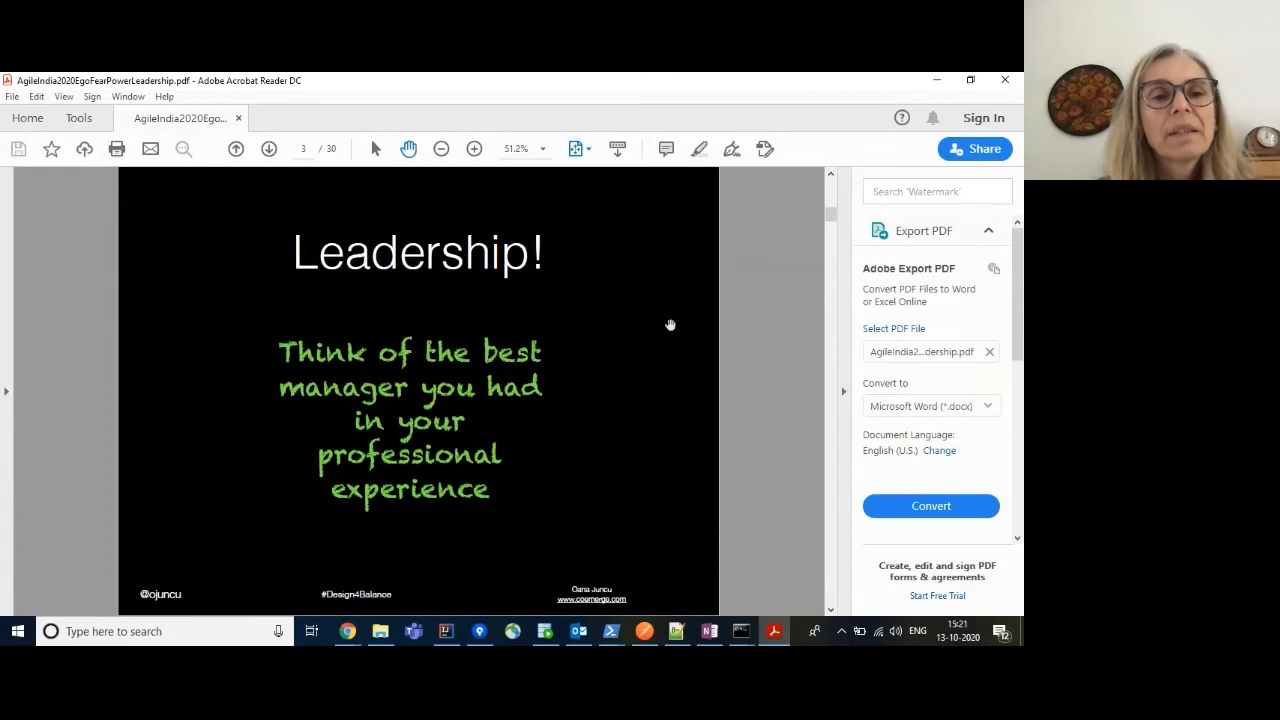 AgileIndia2020EgoFearPowerLeadership.pdf - Adobe Acrobat Reader DC
File Edit View Sign Window Help
Home Tools AgileIndia2020Ego... Sign In
3 / 30 51.2% Share
Leadership!
Think of the best
manager you had
in your
professional
experience
@ojuncu #Design4Balance Oana Juncu
www.coemerge.com
Search 'Watermark'
Export PDF
Adobe Export PDF
Convert PDF Files to Word
or Excel Online
Select PDF File
AgileIndia2...dership.pdf
Convert to
Microsoft Word (*.docx)
Document Language:
English (U.S.) Change
Convert
Create, edit and sign PDF
forms & agreements
Start Free Trial
Type here to search
ENG
15:21
13-10-2020
12